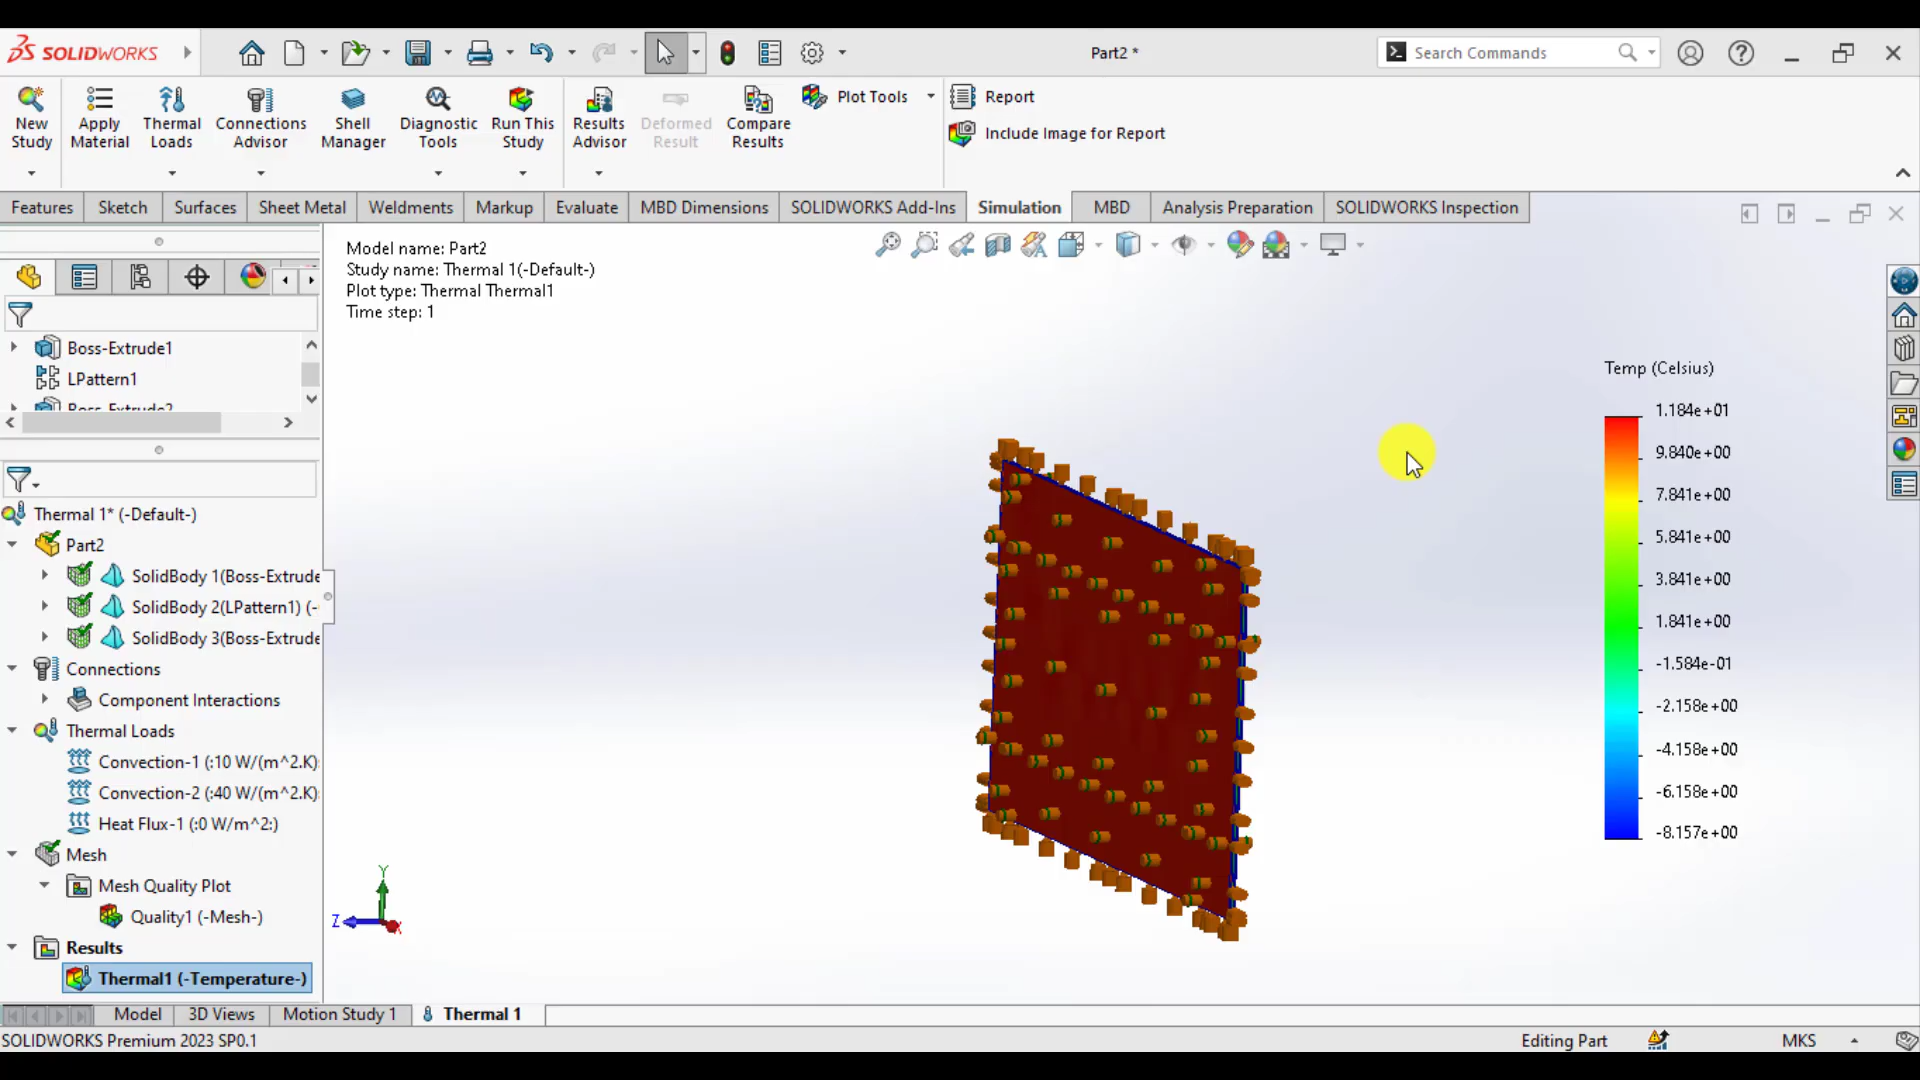 SOLIDWORKS
Part2 *
Search Commands
New Study
Apply Material
Thermal Loads
Connections Advisor
Shell Manager
Diagnostic Tools
Run This Study
Results Advisor
Deformed Result
Compare Results
Plot Tools
Report
Include Image for Report
Features
Sketch
Surfaces
Sheet Metal
Weldments
Markup
Evaluate
MBD Dimensions
SOLIDWORKS Add-Ins
Simulation
MBD
Analysis Preparation
SOLIDWORKS Inspection
Model name: Part2
Study name: Thermal 1(-Default-)
Plot type: Thermal Thermal1
Time step: 1
Boss-Extrude1
LPattern1
Boss-Extrude2
Thermal 1* (-Default-)
Part2
SolidBody 1(Boss-Extrude
SolidBody 2(LPattern1) (-
SolidBody 3(Boss-Extrude
Connections
Component Interactions
Thermal Loads
Convection-1 (:10 W/(m^2.K):
Convection-2 (:40 W/(m^2.K):
Heat Flux-1 (:0 W/m^2:)
Mesh
Mesh Quality Plot
Quality1 (-Mesh-)
Results
Thermal1 (-Temperature-)
Temp (Celsius)
1.184e+01
9.840e+00
7.841e+00
5.841e+00
3.841e+00
1.841e+00
-1.584e-01
-2.158e+00
-4.158e+00
-6.158e+00
-8.157e+00
Y
Z
X
Model
3D Views
Motion Study 1
Thermal 1
SOLIDWORKS Premium 2023 SP0.1
Editing Part
MKS